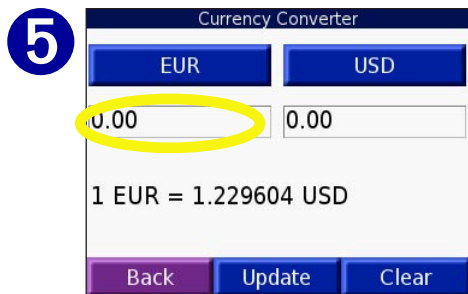 5
Currency Converter
EUR USD
0.00 0.00
1 EUR = 1.229604 USD
Back Update Clear